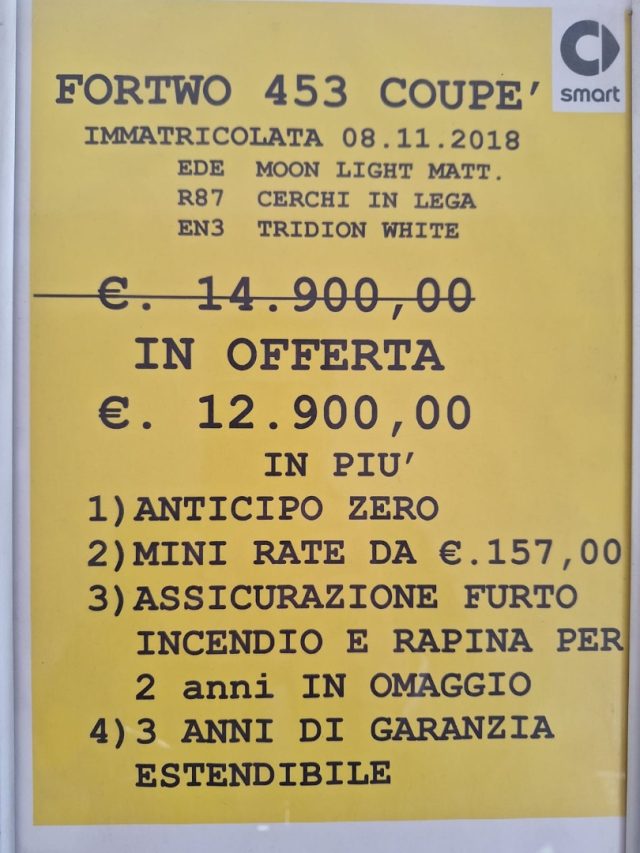 smart
FORTWO 453 COUPE'
IMMATRICOLATA 08.11.2018
EDE MOON LIGHT MATT.
R87 CERCHI IN LEGA
EN3 TRIDION WHITE
€. 14.900,00
IN OFFERTA
€. 12.900,00
IN PIU'
1)ANTICIPO ZERO
2)MINI RATE DA €.157,00
3)ASSICURAZIONE FURTO
INCENDIO E RAPINA PER
2 anni IN OMAGGIO
4)3 ANNI DI GARANZIA
ESTENDIBILE